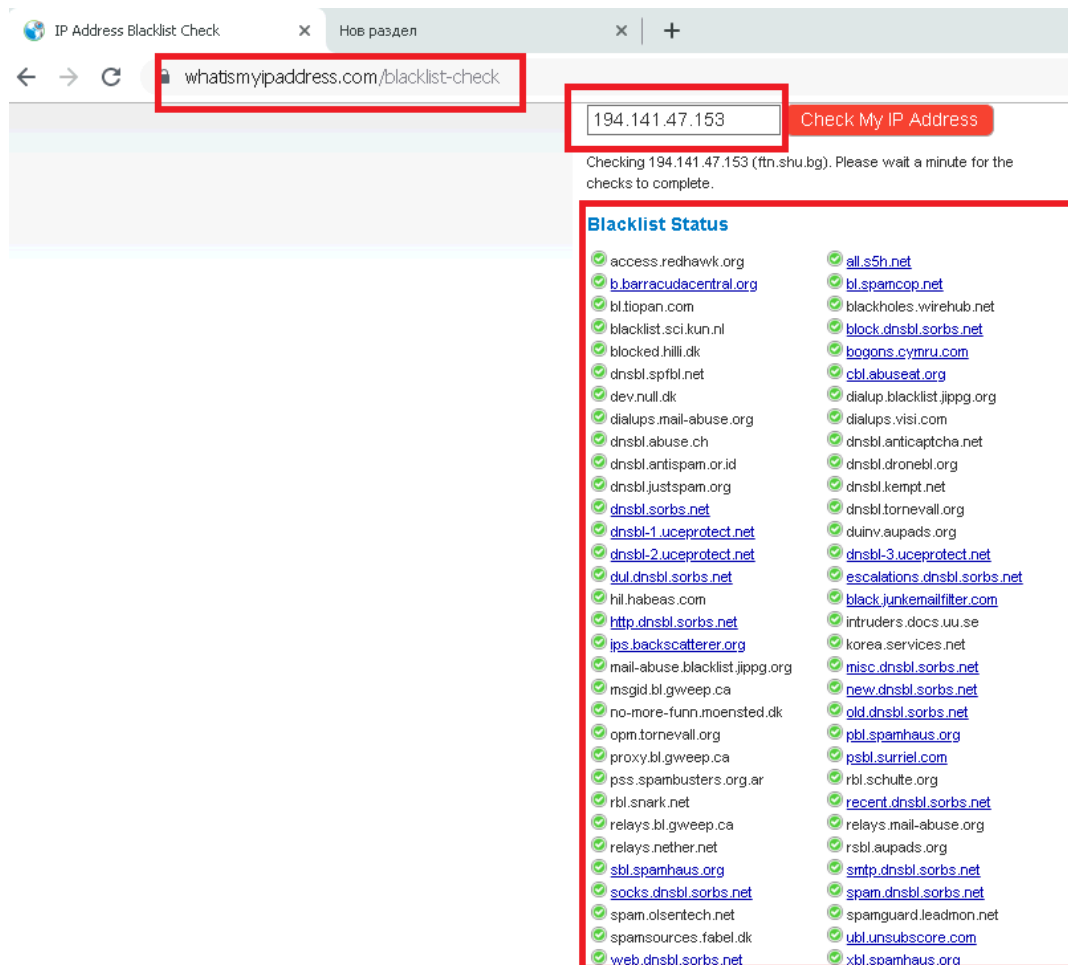 IP Address Blacklist Check
Нов раздел
whatismyipaddress.com/blacklist-check
194.141.47.153 Check My IP Address
Checking 194.141.47.153 (ftn.shu.bg). Please wait a minute for the
checks to complete.
Blacklist Status
access.redhawk.org all.s5h.net
b.barracudacentral.org bl.spamcop.net
bl.tiopan.com blackholes.wirehub.net
blacklist.sci.kun.nl block.dnsbl.sorbs.net
blocked.hilli.dk bogons.cymru.com
dnsbl.spfbl.net cbl.abuseat.org
dev.null.dk dialup.blacklist.jippg.org
dialups.mail-abuse.org dialups.visi.com
dnsbl.abuse.ch dnsbl.anticaptcha.net
dnsbl.antispam.or.id dnsbl.dronebl.org
dnsbl.justspam.org dnsbl.kempt.net
dnsbl.sorbs.net dnsbl.tornevall.org
dnsbl-1.uceprotect.net duinv.aupads.org
dnsbl-2.uceprotect.net dnsbl-3.uceprotect.net
dul.dnsbl.sorbs.net escalations.dnsbl.sorbs.net
hil.habeas.com black.junkemailfilter.com
http.dnsbl.sorbs.net intruders.docs.uu.se
ips.backscatterer.org korea.services.net
mail-abuse.blacklist.jippg.org misc.dnsbl.sorbs.net
msgid.bl.gweep.ca new.dnsbl.sorbs.net
no-more-funn.moensted.dk old.dnsbl.sorbs.net
opm.tornevall.org pbl.spamhaus.org
proxy.bl.gweep.ca psbl.surriel.com
pss.spambusters.org.ar rbl.schulte.org
rbl.snark.net recent.dnsbl.sorbs.net
relays.bl.gweep.ca relays.mail-abuse.org
relays.nether.net rsbl.aupads.org
sbl.spamhaus.org smtp.dnsbl.sorbs.net
socks.dnsbl.sorbs.net spam.dnsbl.sorbs.net
spam.olsentech.net spamguard.leadmon.net
spamsources.fabel.dk ubl.unsubscore.com
web.dnsbl.sorbs.net xbl.spamhaus.org